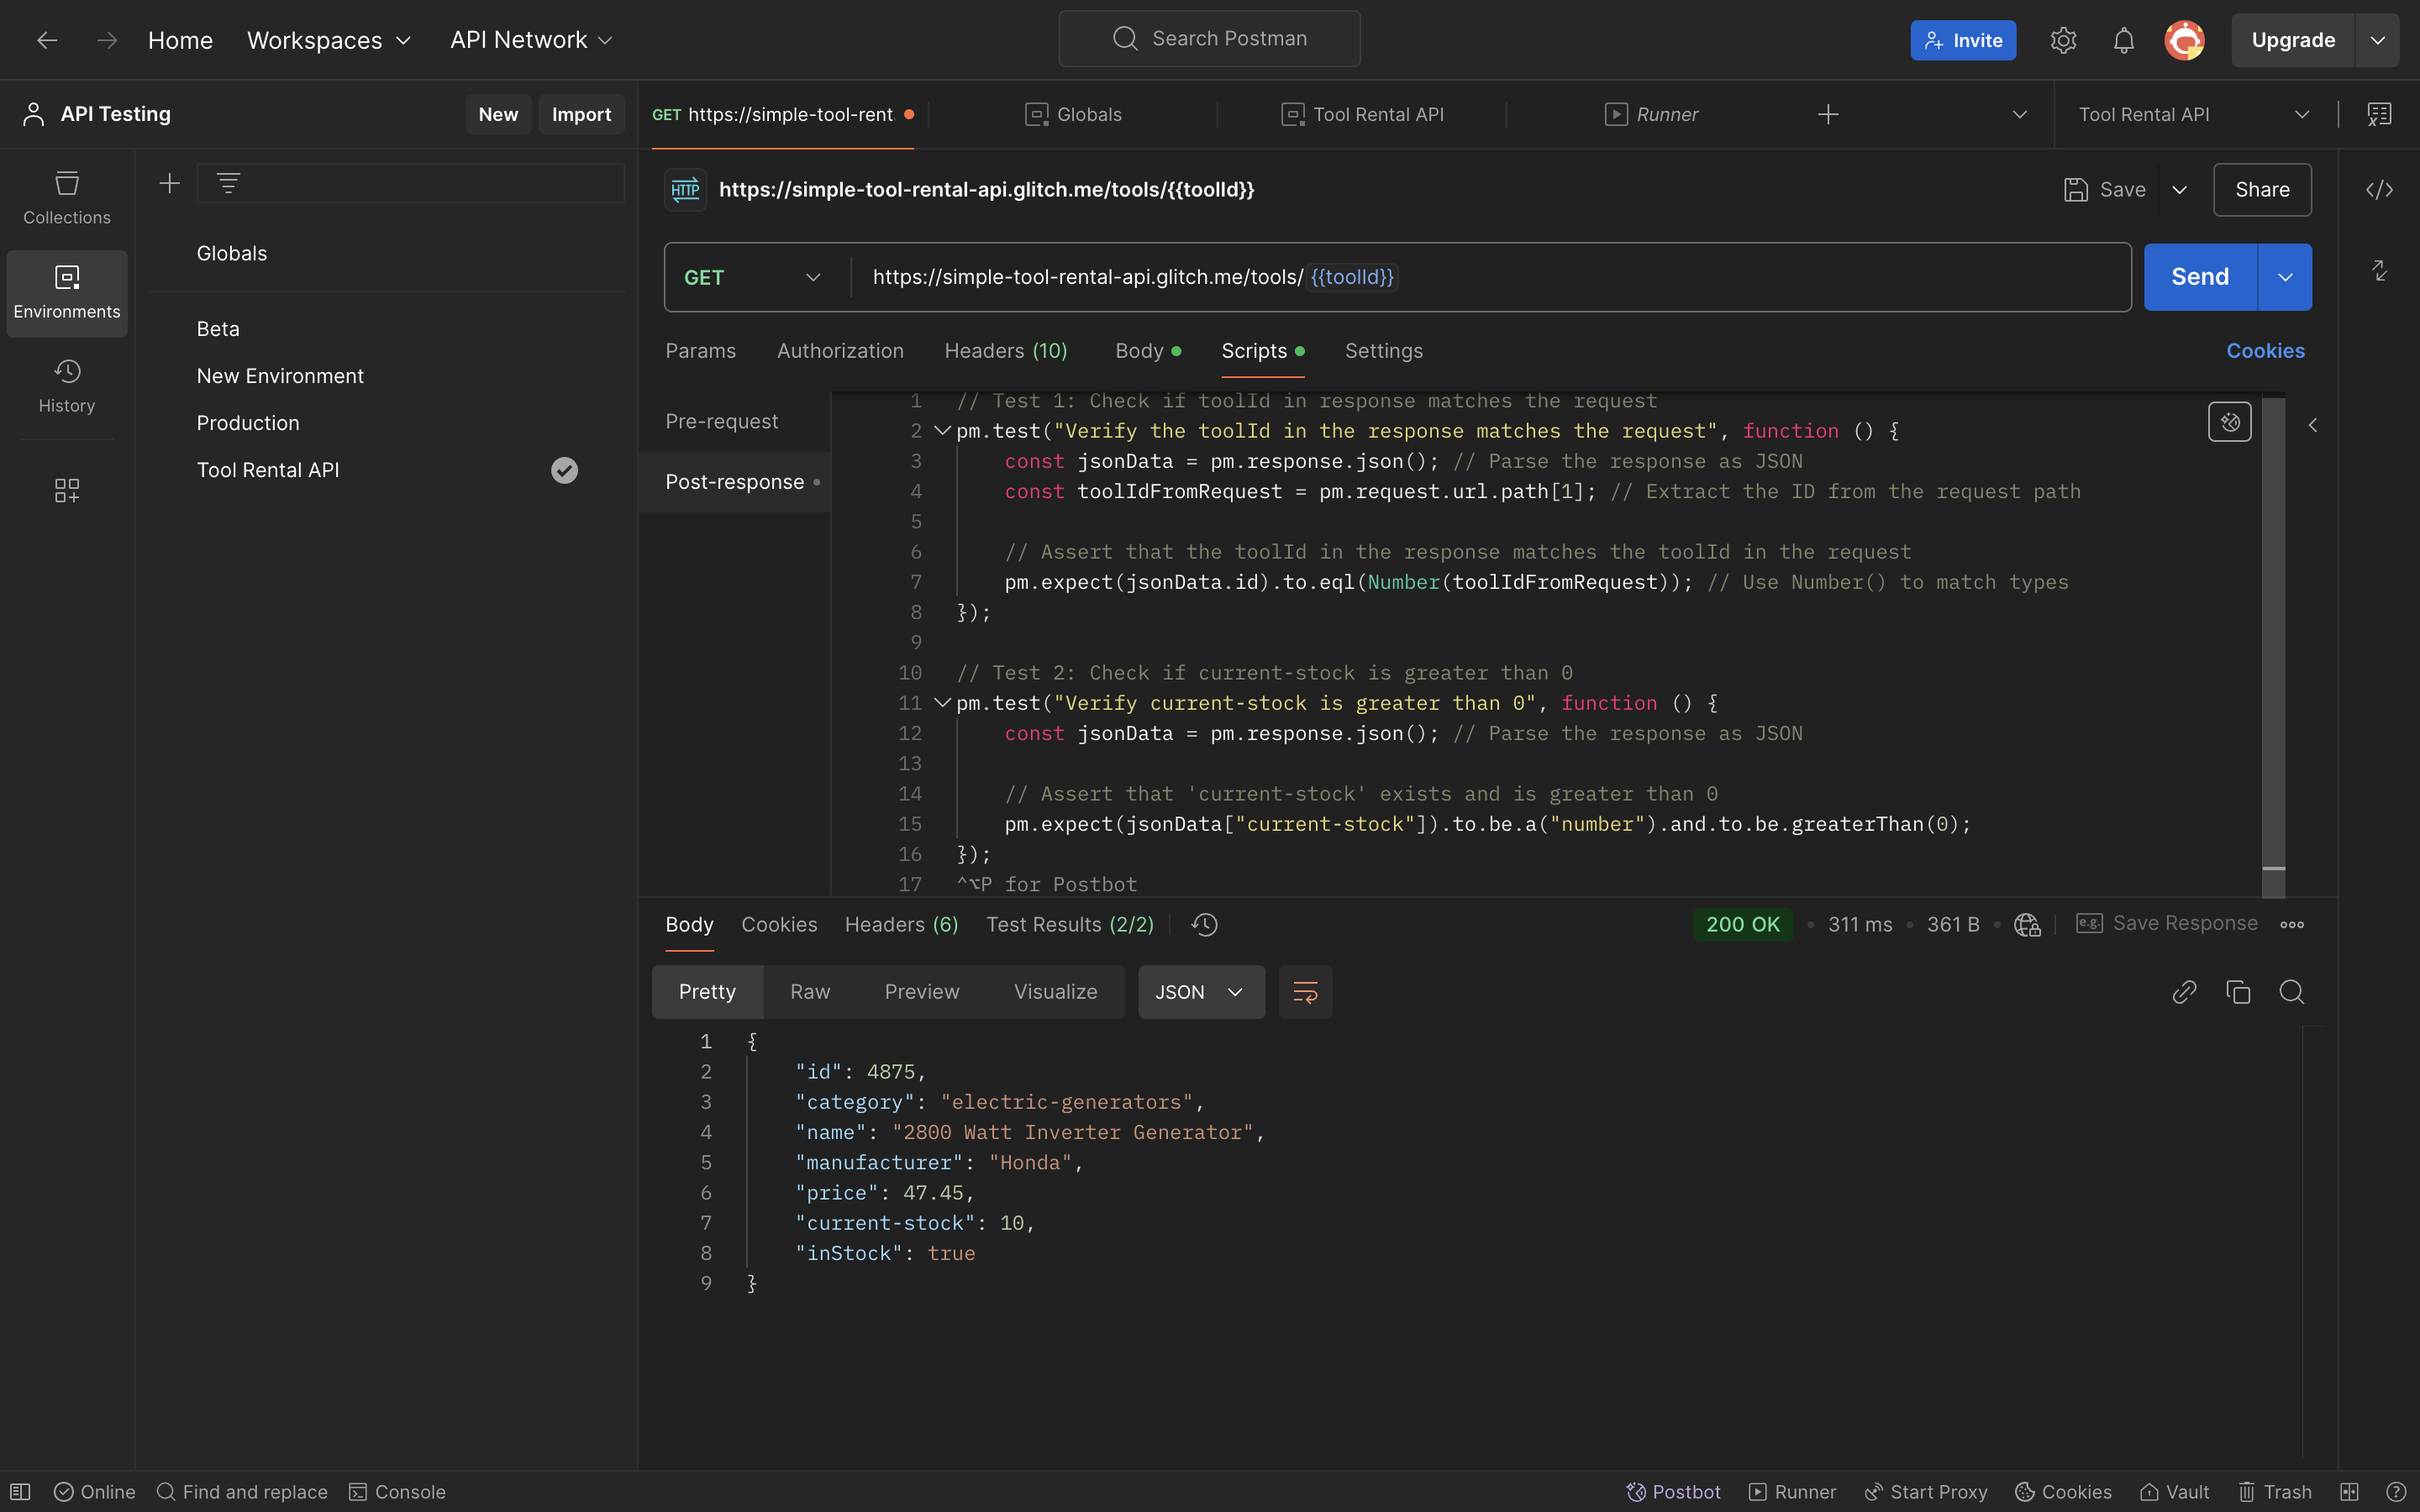 Home Workspaces API Network Search Postman Invite Upgrade
API Testing New Import
GET https://simple-tool-rent Globals Tool Rental API Runner Tool Rental API
Collections
Environments
History
Globals
Beta
New Environment
Production
Tool Rental API
HTTP https://simple-tool-rental-api.glitch.me/tools/{{toolId}} Save Share
GET https://simple-tool-rental-api.glitch.me/tools/ {{toolId}} Send
Params Authorization Headers (10) Body Scripts Settings Cookies
Pre-request
Post-response
1 // Test 1: Check if toolId in response matches the request
2 pm.test("Verify the toolId in the response matches the request", function () {
3 const jsonData = pm.response.json(); // Parse the response as JSON
4 const toolIdFromRequest = pm.request.url.path[1]; // Extract the ID from the request path
5
6 // Assert that the toolId in the response matches the toolId in the request
7 pm.expect(jsonData.id).to.eql(Number(toolIdFromRequest)); // Use Number() to match types
8 });
9
10 // Test 2: Check if current-stock is greater than 0
11 pm.test("Verify current-stock is greater than 0", function () {
12 const jsonData = pm.response.json(); // Parse the response as JSON
13
14 // Assert that 'current-stock' exists and is greater than 0
15 pm.expect(jsonData["current-stock"]).to.be.a("number").and.to.be.greaterThan(0);
16 });
17 ^⌥P for Postbot
Body Cookies Headers (6) Test Results (2/2) 200 OK • 311 ms • 361 B • e.g. Save Response
Pretty Raw Preview Visualize JSON
1 {
2 "id": 4875,
3 "category": "electric-generators",
4 "name": "2800 Watt Inverter Generator",
5 "manufacturer": "Honda",
6 "price": 47.45,
7 "current-stock": 10,
8 "inStock": true
9 }
Online Find and replace Console Postbot Runner Start Proxy Cookies Vault Trash